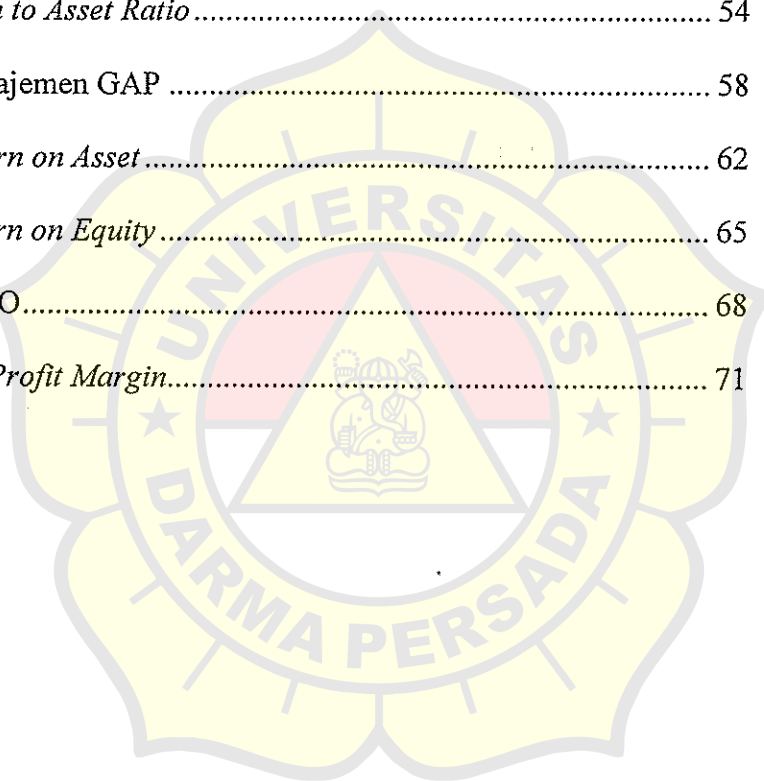 to Asset Ratio ........................................ 54
ajemen GAP ........................................ 58
rn on Asset ........................................ 62
rn on Equity ........................................ 65
O ........................................ 68
Profit Margin ........................................ 71
UNIVERSITAS
DARMA PERSADA